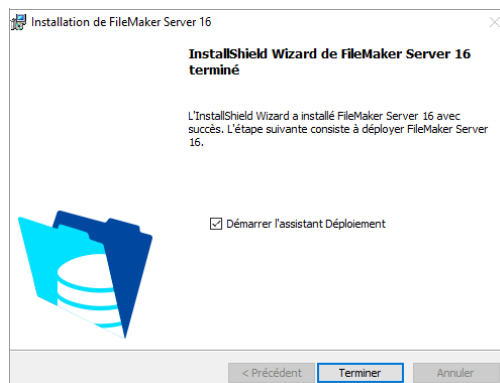 Installation de FileMaker Server 16
InstallShield Wizard de FileMaker Server 16
terminé
L'InstallShield Wizard a installé FileMaker Server 16 avec
succès. L'étape suivante consiste à déployer FileMaker Server
16.
Démarrer l'assistant Déploiement
< Précédent
Terminer
Annuler